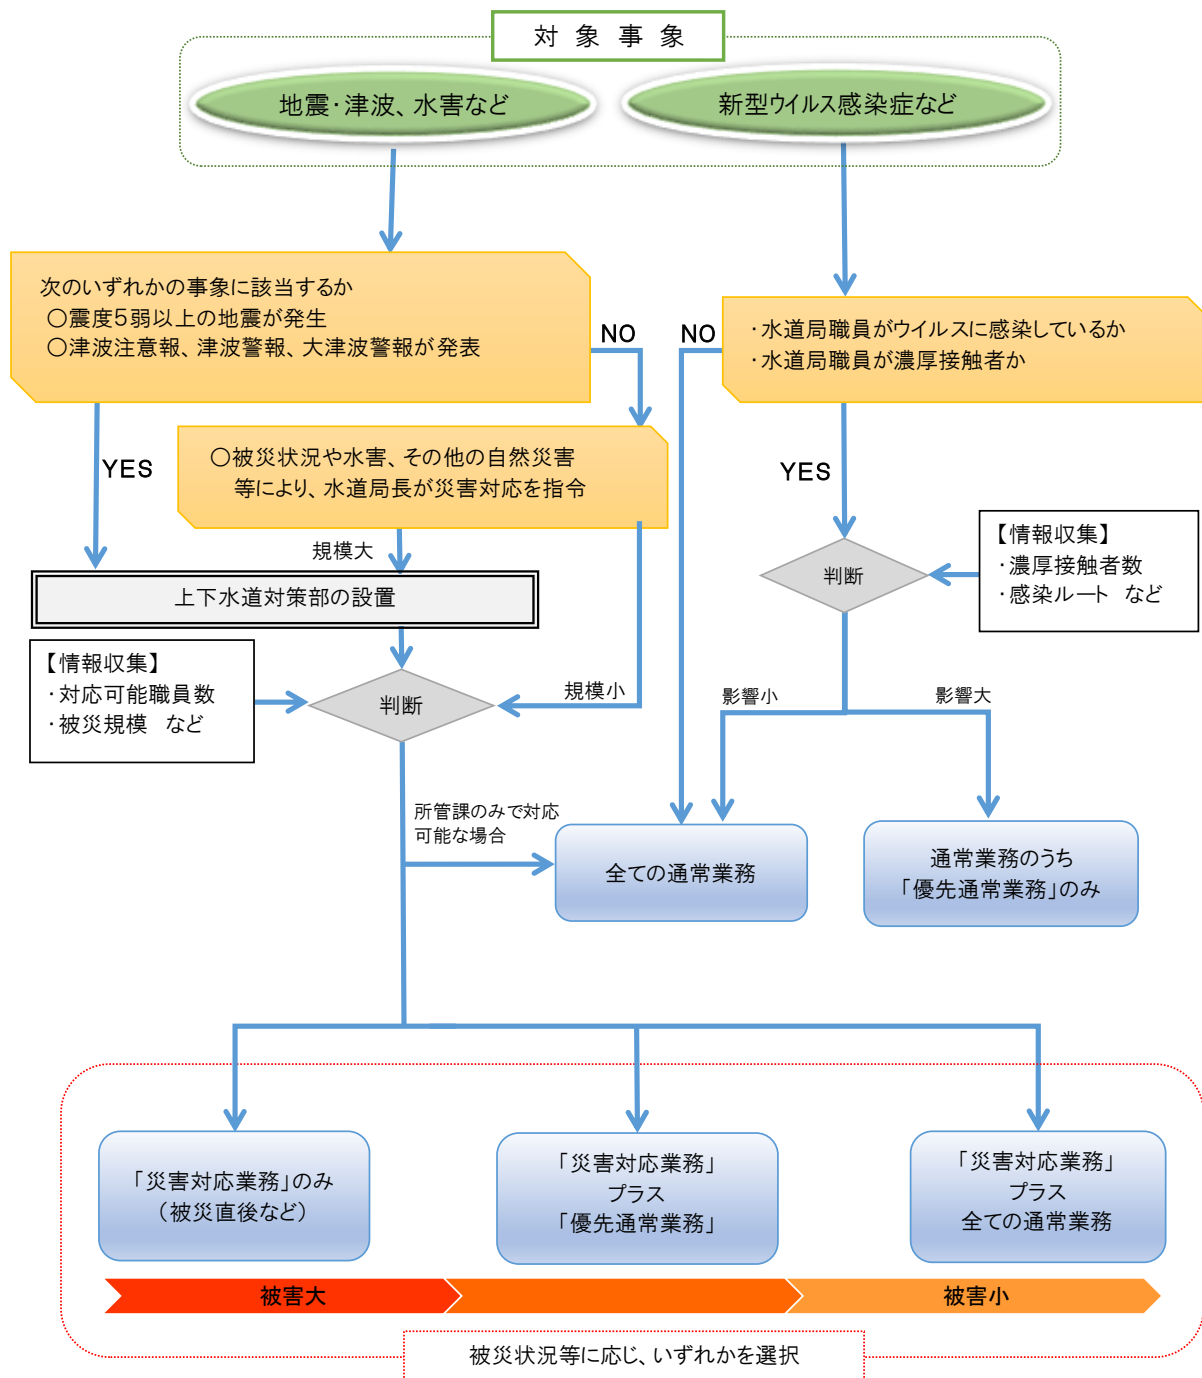 対象事象
地震・津波、水害など
新型ウイルス感染症など
次のいずれかの事象に該当するか
〇震度5弱以上の地震が発生
〇津波注意報、津波警報、大津波警報が発表
NO
NO
・水道局職員がウイルスに感染しているか
・水道局職員が濃厚接触者か
YES
〇被災状況や水害、その他の自然災害
等により、水道局長が災害対応を指令
YES
規模大
上下水道対策部の設置
判断
【情報収集】
・濃厚接触者数
・感染ルート など
【情報収集】
・対応可能職員数
・被災規模 など
判断
規模小
影響小
影響大
所管課のみで対応
可能な場合
全ての通常業務
通常業務のうち
「優先通常業務」のみ
「災害対応業務」のみ
（被災直後など）
「災害対応業務」
プラス
「優先通常業務」
「災害対応業務」
プラス
全ての通常業務
被害大
被害小
被災状況等に応じ、いずれかを選択